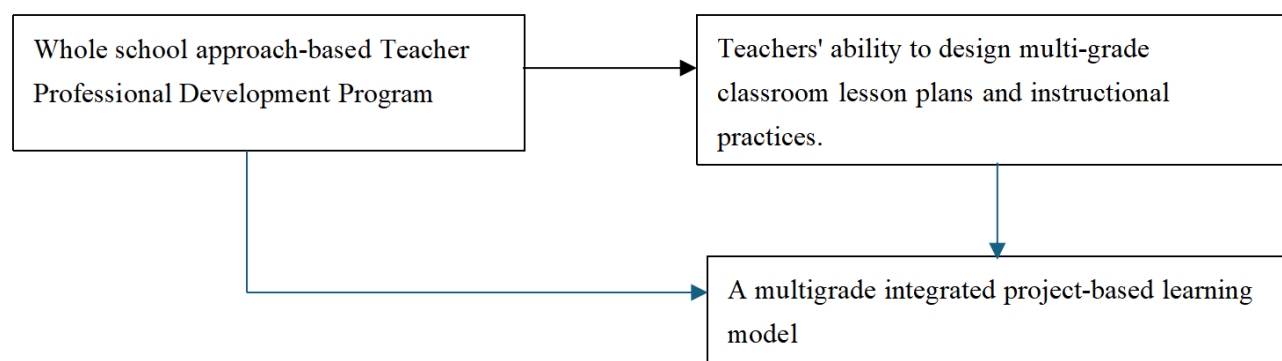 Whole school approach-based Teacher
Professional Development Program
Teachers' ability to design multi-grade
classroom lesson plans and instructional
practices.
A multigrade integrated project-based learning
model